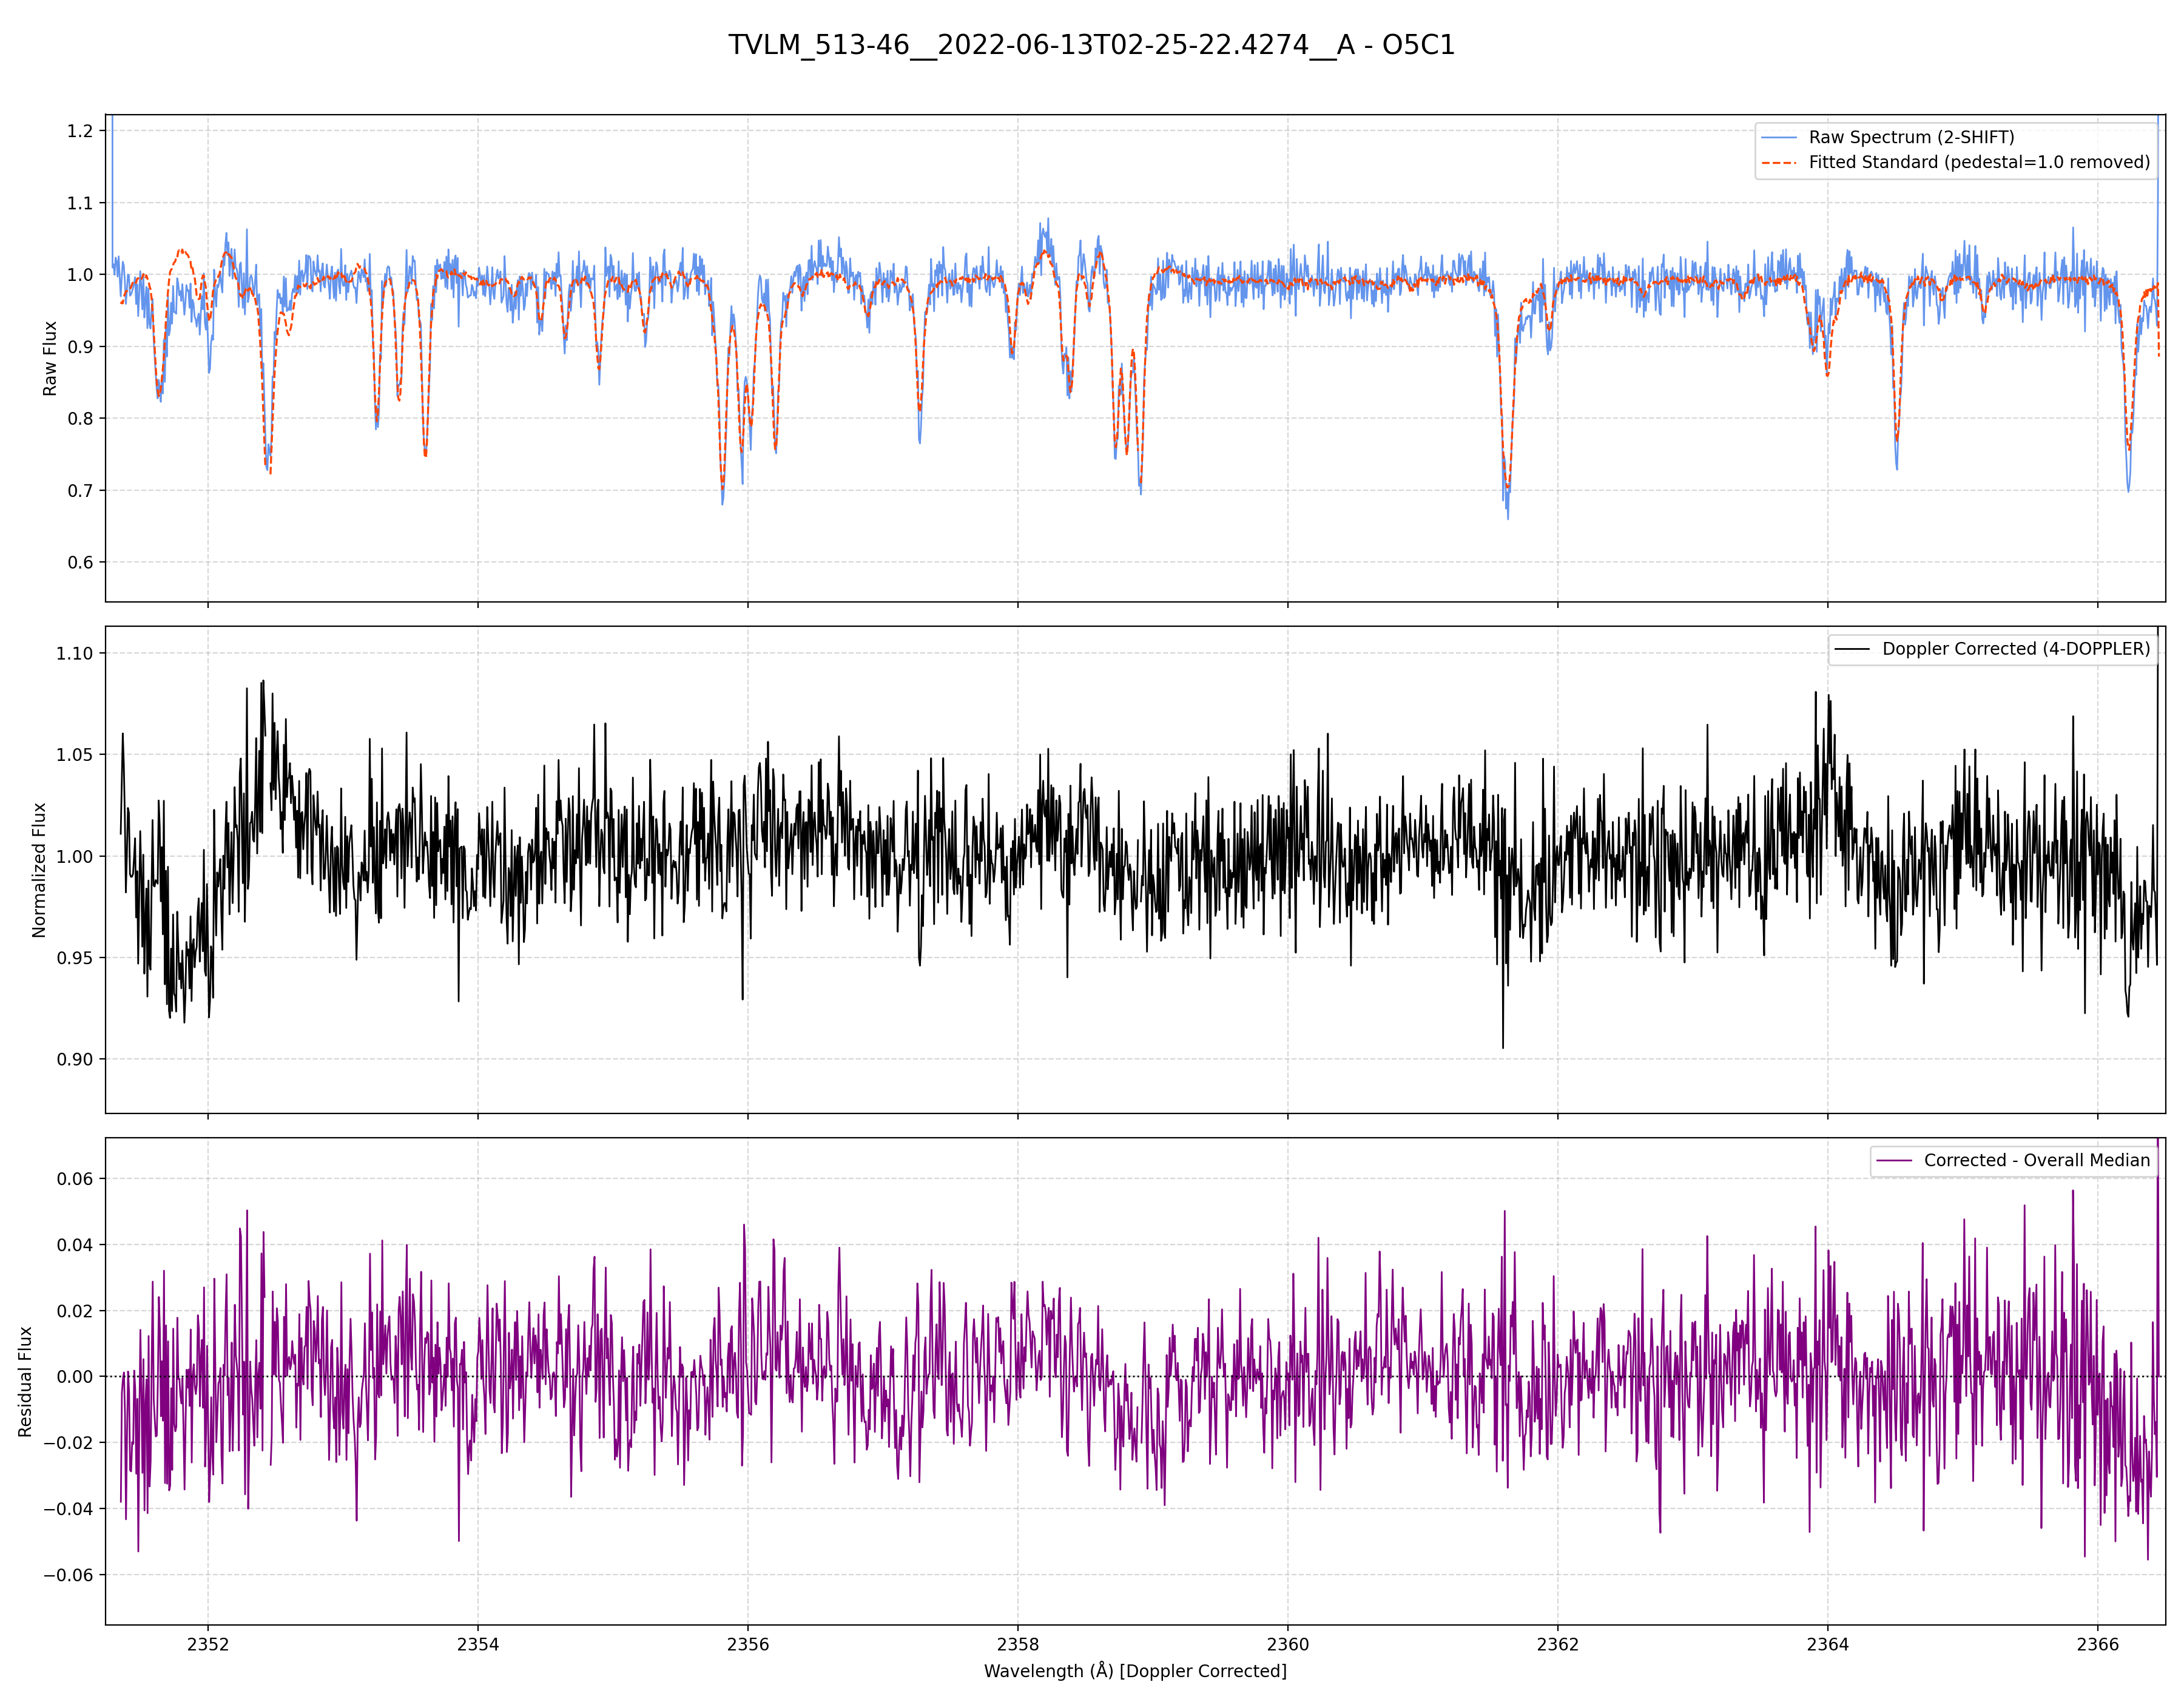 TVLM_513-46__2022-06-13T02-25-22.4274__A - O5C1
Raw Flux
1.2
1.1
1.0
0.9
0.8
0.7
0.6
Raw Spectrum (2-SHIFT)
Fitted Standard (pedestal=1.0 removed)
Normalized Flux
1.10
1.05
1.00
0.95
0.90
Doppler Corrected (4-DOPPLER)
Residual Flux
0.06
0.04
0.02
0.00
−0.02
−0.04
−0.06
Corrected - Overall Median
2352 2354 2356 2358 2360 2362 2364 2366
Wavelength (Å) [Doppler Corrected]